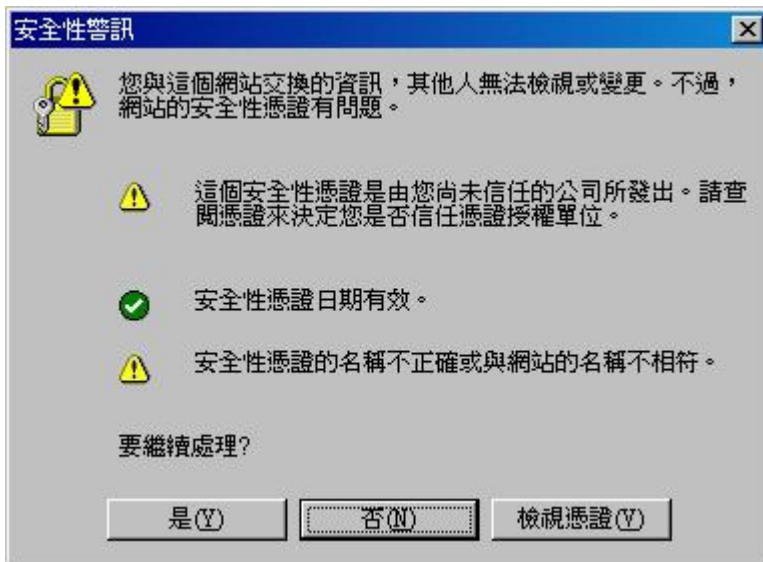 安全性警訊
您與這個網站交換的資訊，其他人無法檢視或變更。不過，
網站的安全性憑證有問題。
這個安全性憑證是由您尚未信任的公司所發出。請查
閱憑證來決定您是否信任憑證授權單位。
安全性憑證日期有效。
安全性憑證的名稱不正確或與網站的名稱不相符。
要繼續處理?
是(Y) 否(N) 檢視憑證(V)